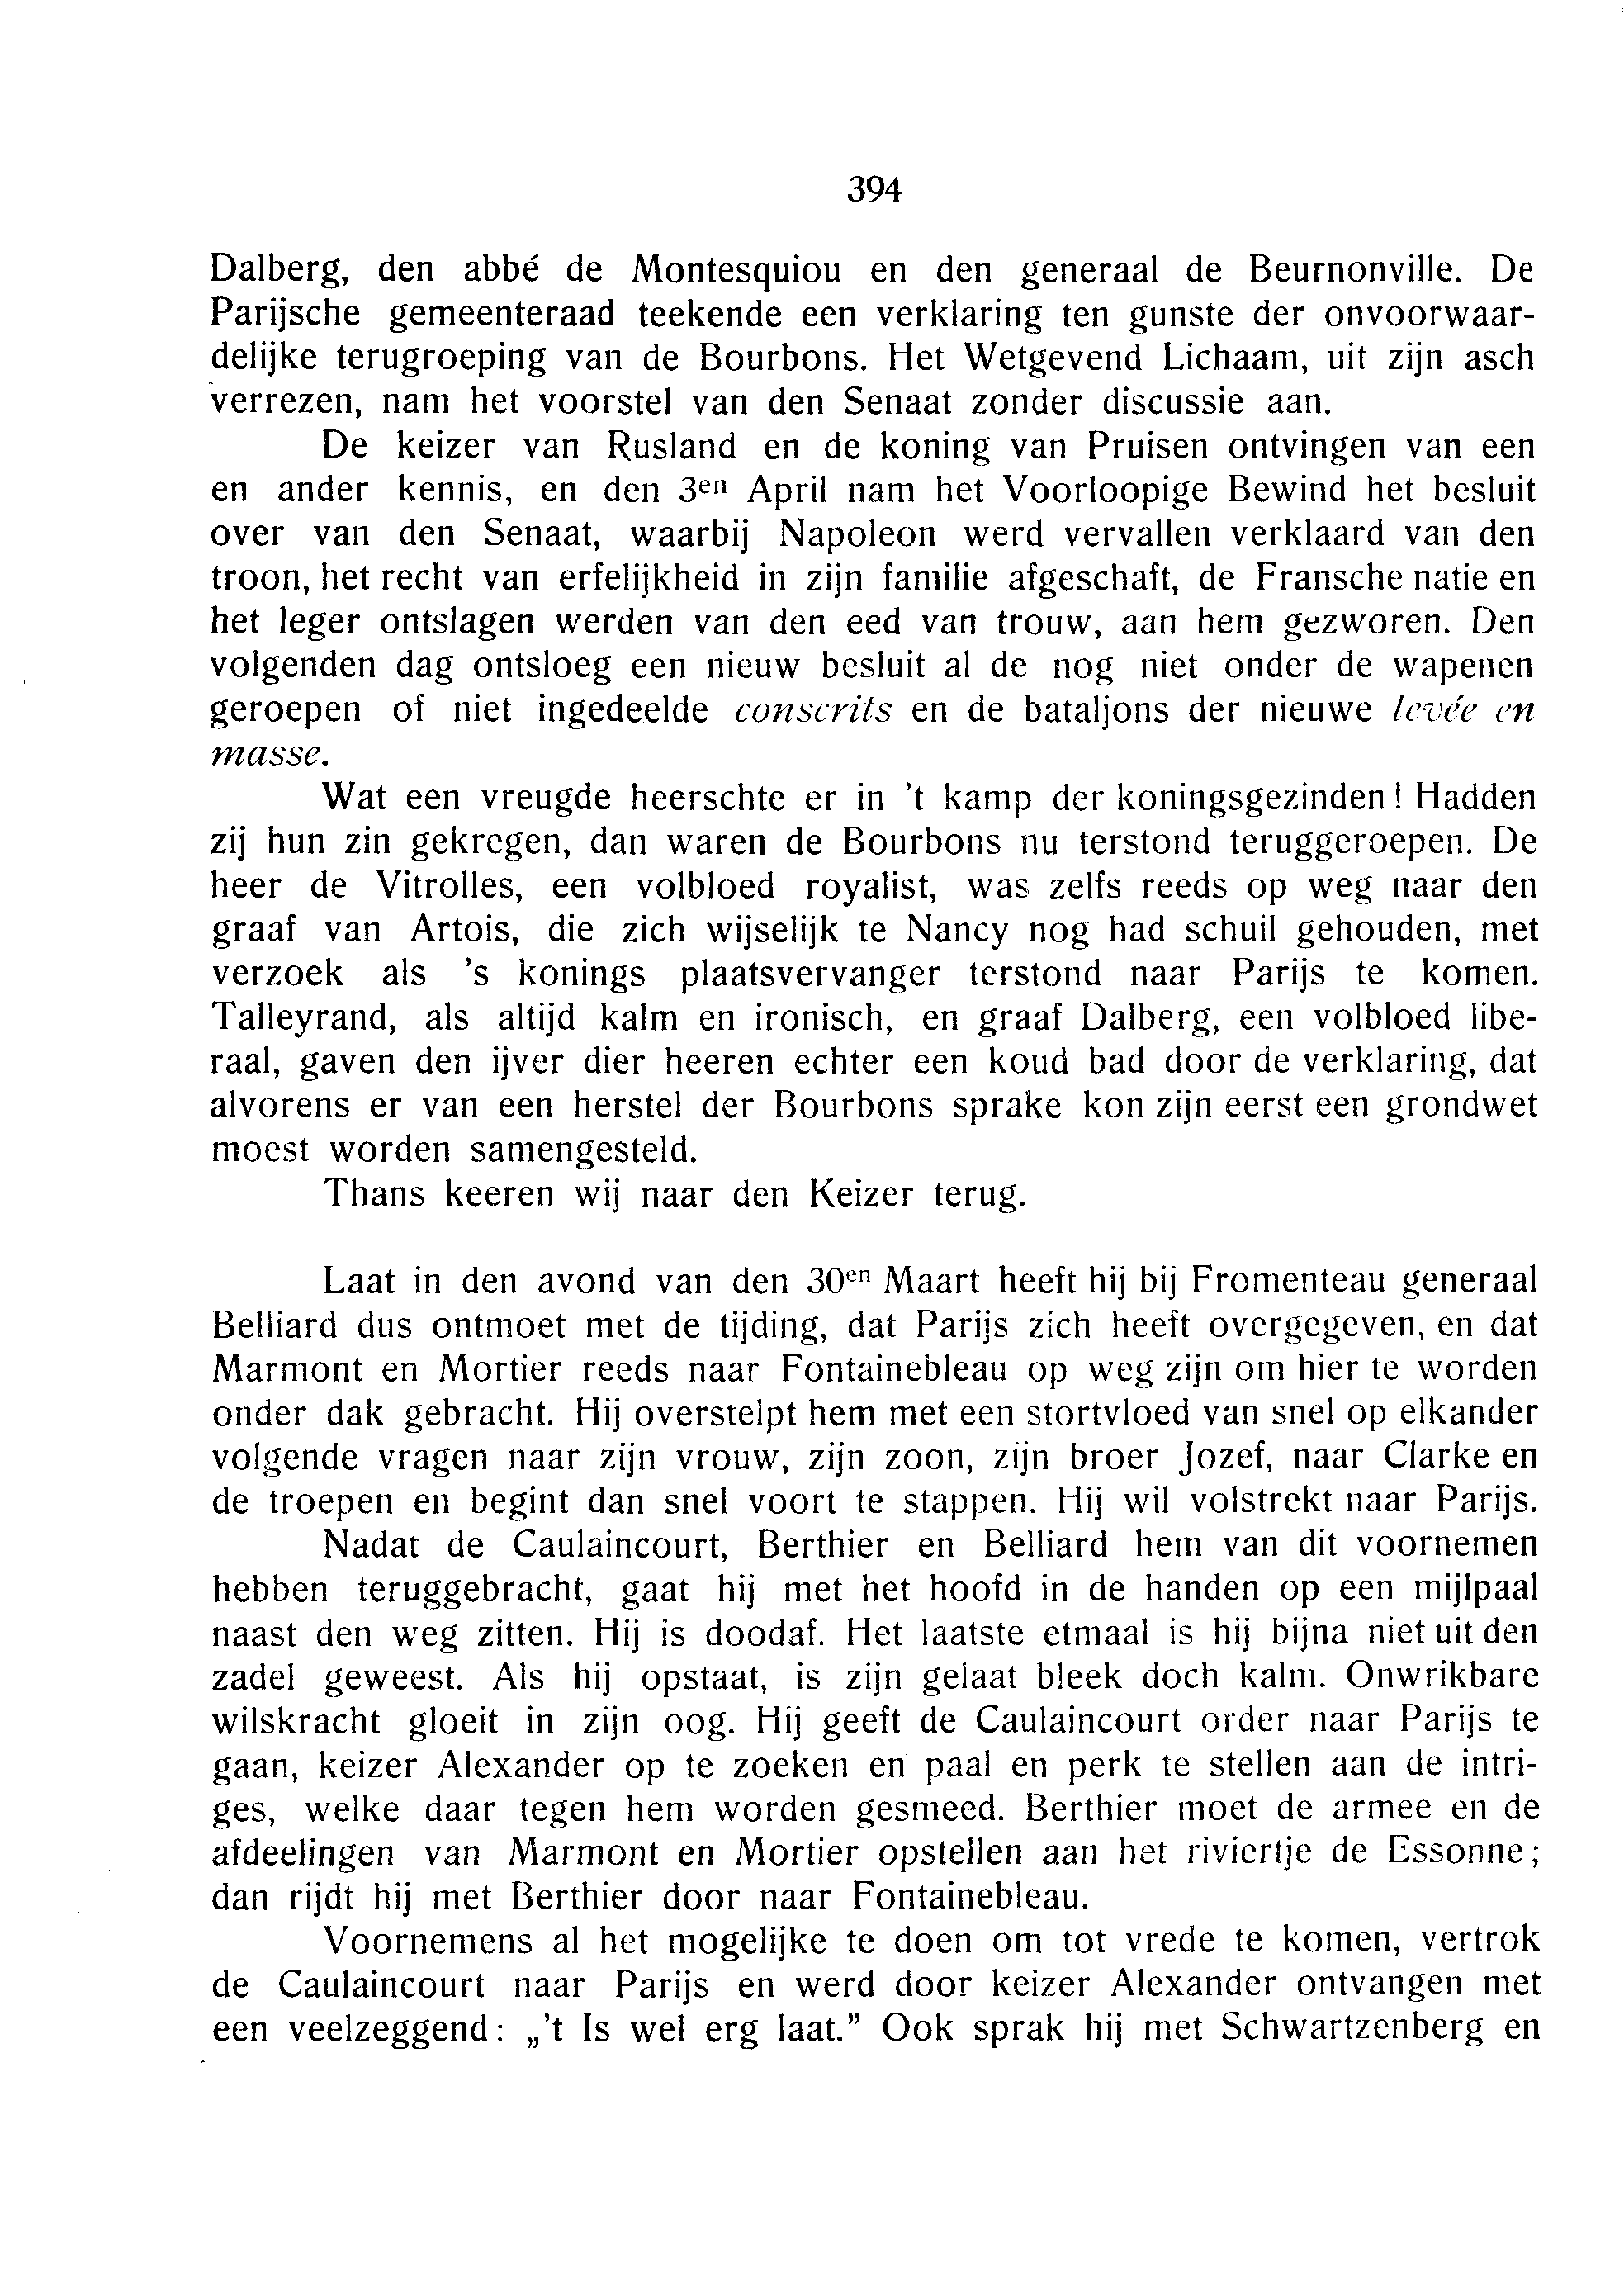 394
Dalberg, den abbé de Montesquiou en den generaal de Beurnonville. De
Parijsche gemeenteraad teekende een verklaring ten gunste der onvoorwaar-
delijke terugroeping van de Bourbons. Het Wetgevend Lichaam, uit zijn asch
verrezen, nam het voorstel van den Senaat zonder discussie aan.
De keizer van Rusland en de koning van Pruisen ontvingen van een
en ander kennis, en den 3en April nam het Voorloopige Bewind het besluit
over van den Senaat, waarbij Napoleon werd vervallen verklaard van den
troon, het recht van erfelijkheid in zijn familie afgeschaft, de Fransche natie en
het leger ontslagen werden van den eed van trouw, aan hem gezworen. Den
volgenden dag ontsloeg een nieuw besluit al de nog niet onder de wapenen
geroepen of niet ingedeelde conscrits en de bataljons der nieuwe levée en
masse.
Wat een vreugde heerschte er in 't kamp der koningsgezinden! Hadden
zij hun zin gekregen, dan waren de Bourbons nu terstond teruggeroepen. De
heer de Vitrolles, een volbloed royalist, was zelfs reeds op weg naar den
graaf van Artois, die zich wijselijk te Nancy nog had schuil gehouden, met
verzoek als 's konings plaatsvervanger terstond naar Parijs te komen.
Talleyrand, als altijd kalm en ironisch, en graaf Dalberg, een volbloed libe-
raal, gaven den ijver dier heeren echter een koud bad door de verklaring, dat
alvorens er van een herstel der Bourbons sprake kon zijn eerst een grondwet
moest worden samengesteld.
Thans keeren wij naar den Keizer terug.
Laat in den avond van den 30en Maart heeft hij bij Fromenteau generaal
Belliard dus ontmoet met de tijding, dat Parijs zich heeft overgegeven, en dat
Marmont en Mortier reeds naar Fontainebleau op weg zijn om hier te worden
onder dak gebracht. Hij overstelpt hem met een stortvloed van snel op elkander
volgende vragen naar zijn vrouw, zijn zoon, zijn broer Jozef, naar Clarke en
de troepen en begint dan snel voort te stappen. Hij wil volstrekt naar Parijs.
Nadat de Caulaincourt, Berthier en Belliard hem van dit voornemen
hebben teruggebracht, gaat hij met het hoofd in de handen op een mijlpaal
naast den weg zitten. Hij is doodaf. Het laatste etmaal is hij bijna niet uit den
zadel geweest. Als hij opstaat, is zijn gelaat bleek doch kalm. Onwrikbare
wilskracht gloeit in zijn oog. Hij geeft de Caulaincourt order naar Parijs te
gaan, keizer Alexander op te zoeken en paal en perk te stellen aan de intri-
ges, welke daar tegen hem worden gesmeed. Berthier moet de armee en de
afdeelingen van Marmont en Mortier opstellen aan het riviertje de Essonne;
dan rijdt hij met Berthier door naar Fontainebleau.
Voornemens al het mogelijke te doen om tot vrede te komen, vertrok
de Caulaincourt naar Parijs en werd door keizer Alexander ontvangen met
een veelzeggend: „'t Is wel erg laat.” Ook sprak hij met Schwartzenberg en